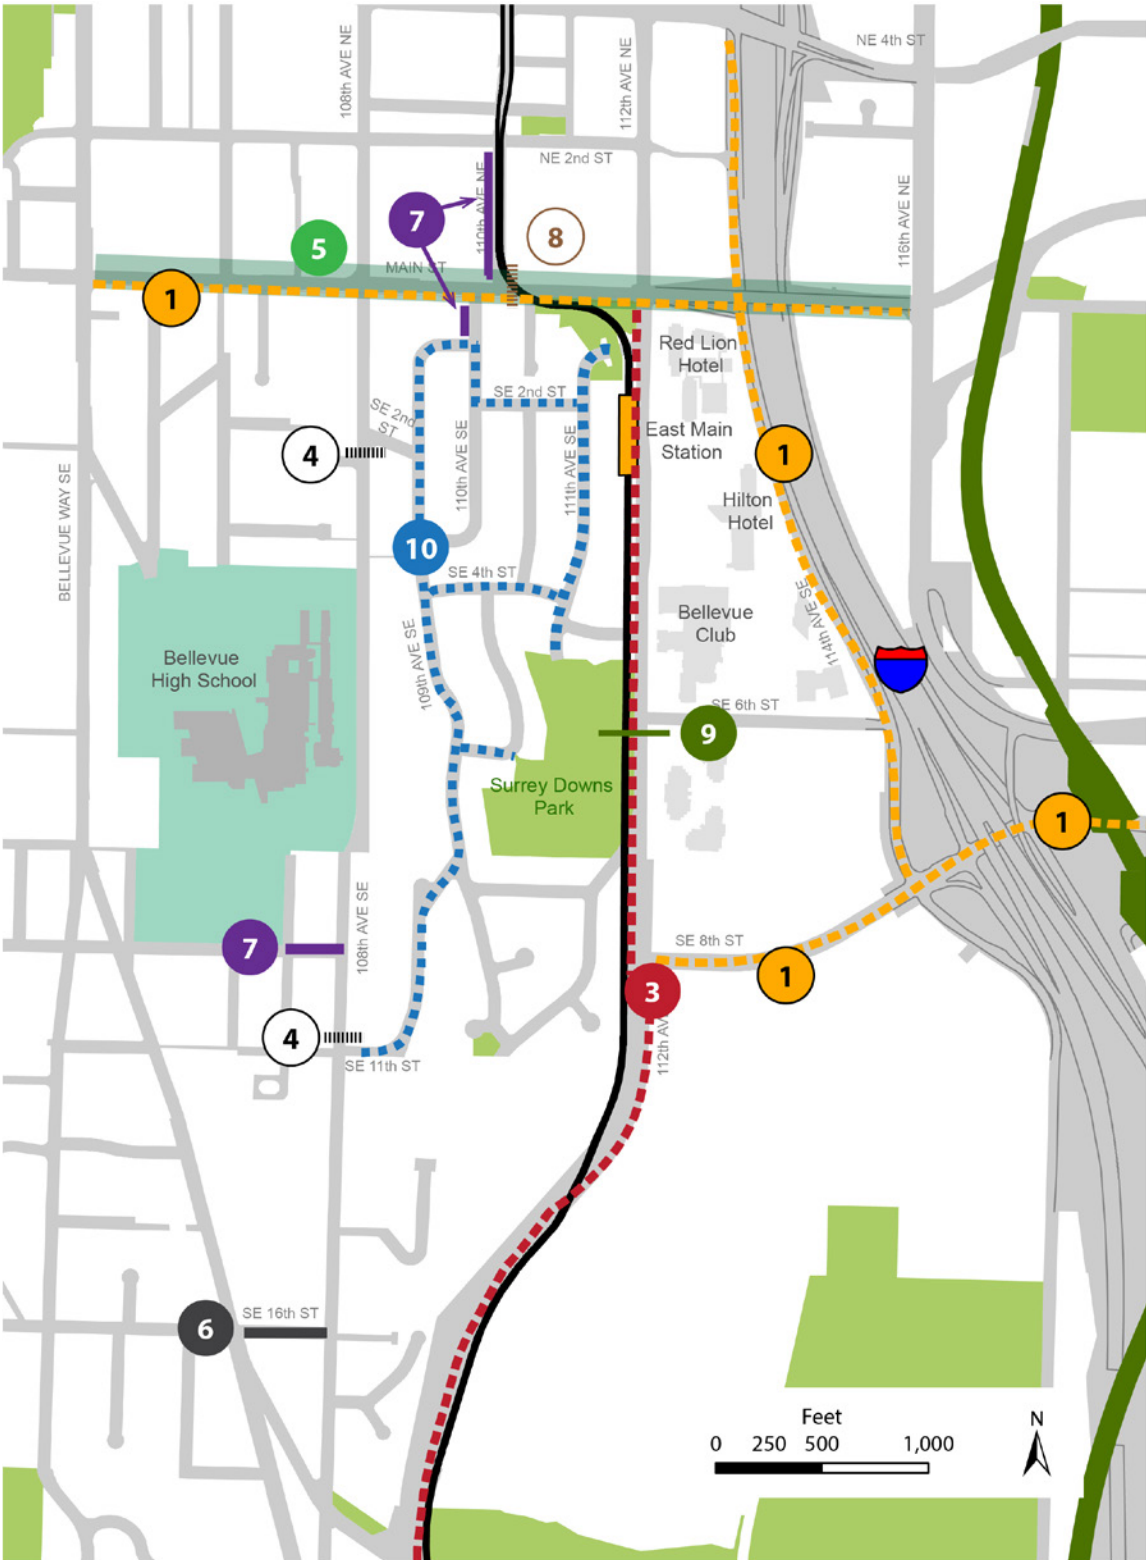 NE 4th ST
108th AVE NE
112th AVE NE
NE 2nd ST
110th AVE NE
116th AVE NE
7
8
5
MAIN ST
1
Red Lion
Hotel
SE 2nd ST
SE 2nd
ST
East Main
Station
4
1
110th AVE SE
111th AVE SE
BELLEVUE WAY SE
Hilton
Hotel
10
SE 4th ST
Bellevue
Club
114th AVE SE
Bellevue
High School
109th AVE SE
SE 6th ST
9
Surrey Downs
Park
1
108th AVE SE
7
SE 8th ST
1
3
4
112th AV
SE 11th ST
SE 16th ST
6
Feet
0 250 500 1,000
N